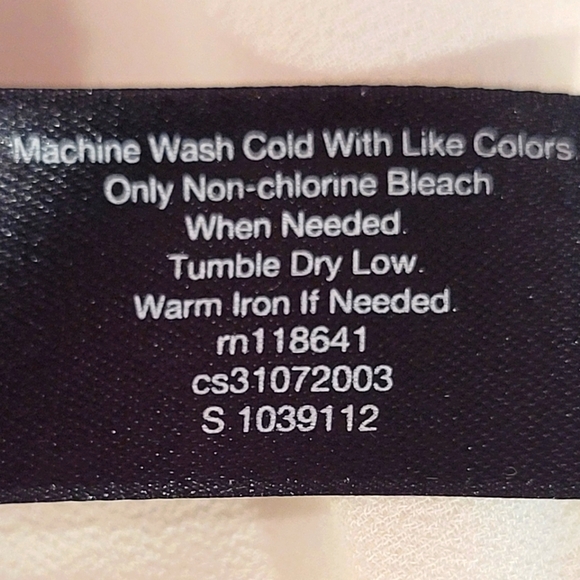 Machine Wash Cold With Like Colors
Only Non-chlorine Bleach
When Needed.
Tumble Dry Low.
Warm Iron If Needed.
rn118641
cs31072003
S 1039112